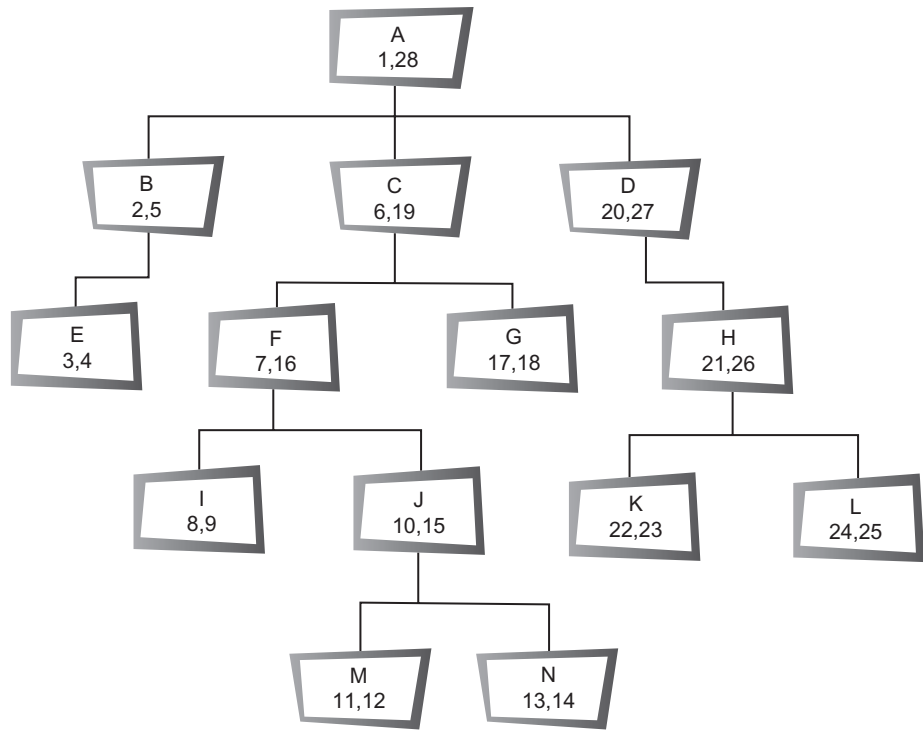 A
1,28
B
2,5
C
6,19
D
20,27
E
3,4
F
7,16
G
17,18
H
21,26
I
8,9
J
10,15
K
22,23
L
24,25
M
11,12
N
13,14